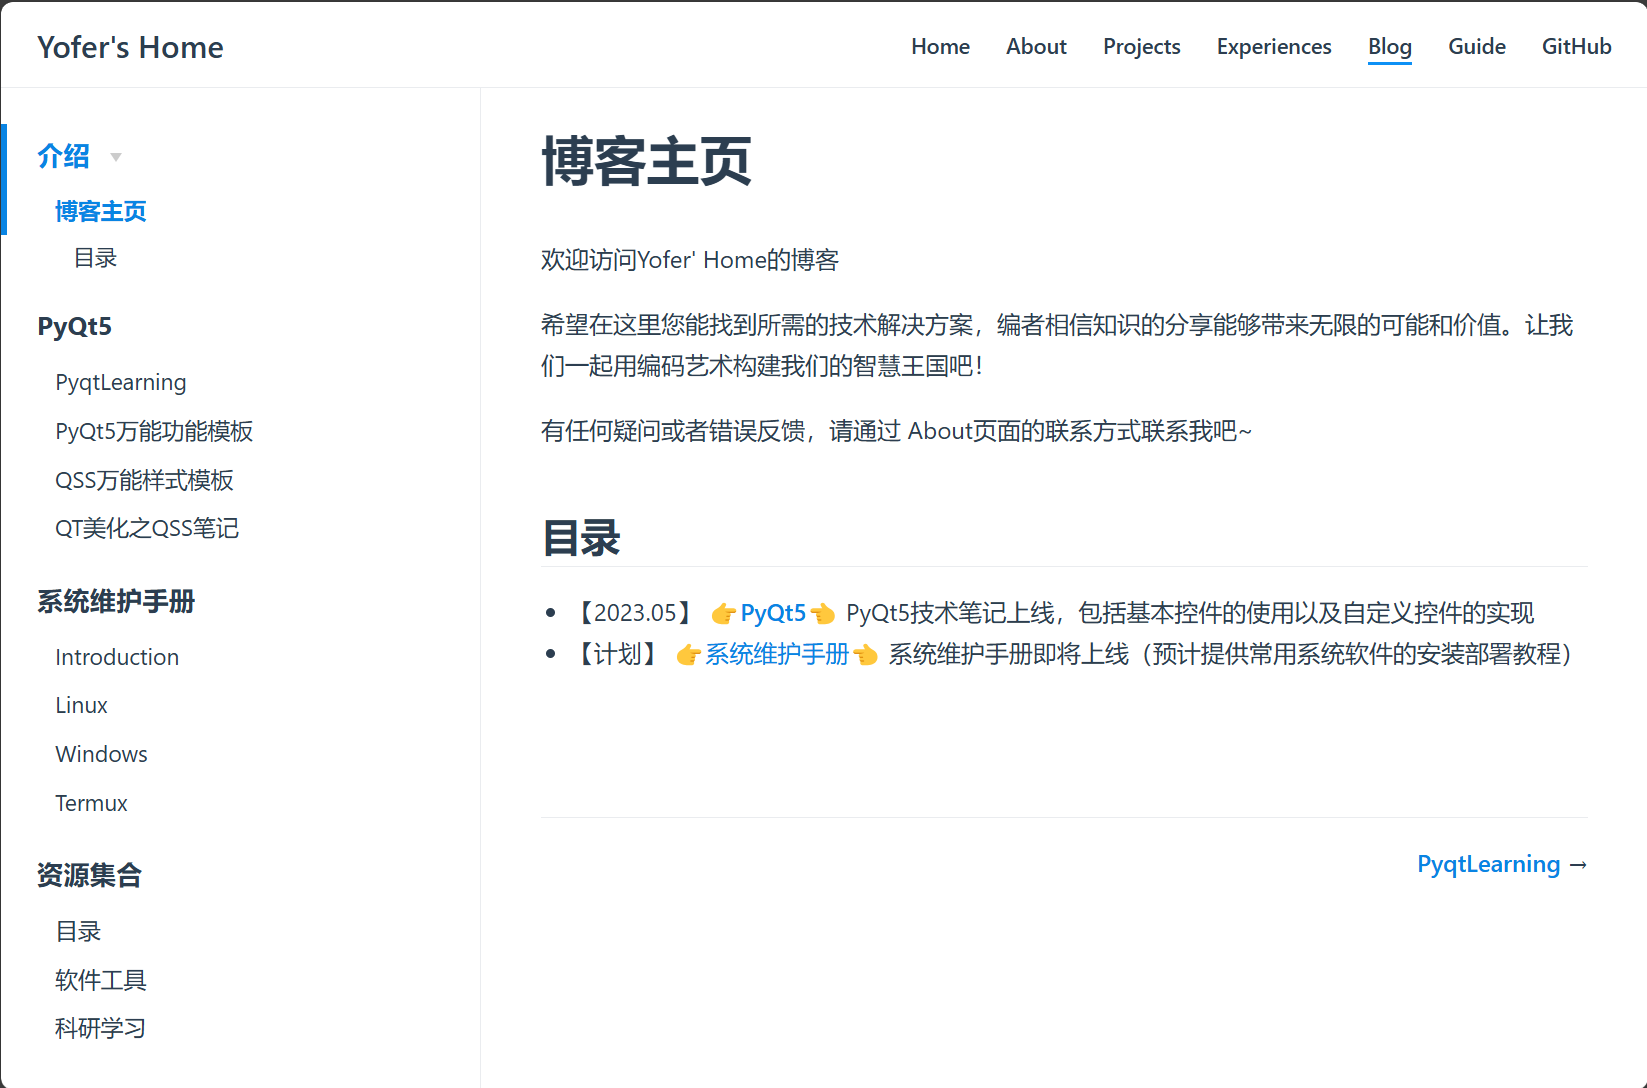 Yofer's Home
Home About Projects Experiences Blog Guide GitHub
介绍
博客主页
目录
PyQt5
PyqtLearning
PyQt5万能功能模板
QSS万能样式模板
QT美化之QSS笔记
系统维护手册
Introduction
Linux
Windows
Termux
资源集合
目录
软件工具
科研学习
博客主页
欢迎访问Yofer' Home的博客
希望在这里您能找到所需的技术解决方案，编者相信知识的分享能够带来无限的可能和价值。让我
们一起用编码艺术构建我们的智慧王国吧！
有任何疑问或者错误反馈，请通过 About页面的联系方式联系我吧~
目录
【2023.05】 👉PyQt5👈 PyQt5技术笔记上线，包括基本控件的使用以及自定义控件的实现
【计划】 👉系统维护手册👈 系统维护手册即将上线（预计提供常用系统软件的安装部署教程）
PyqtLearning →